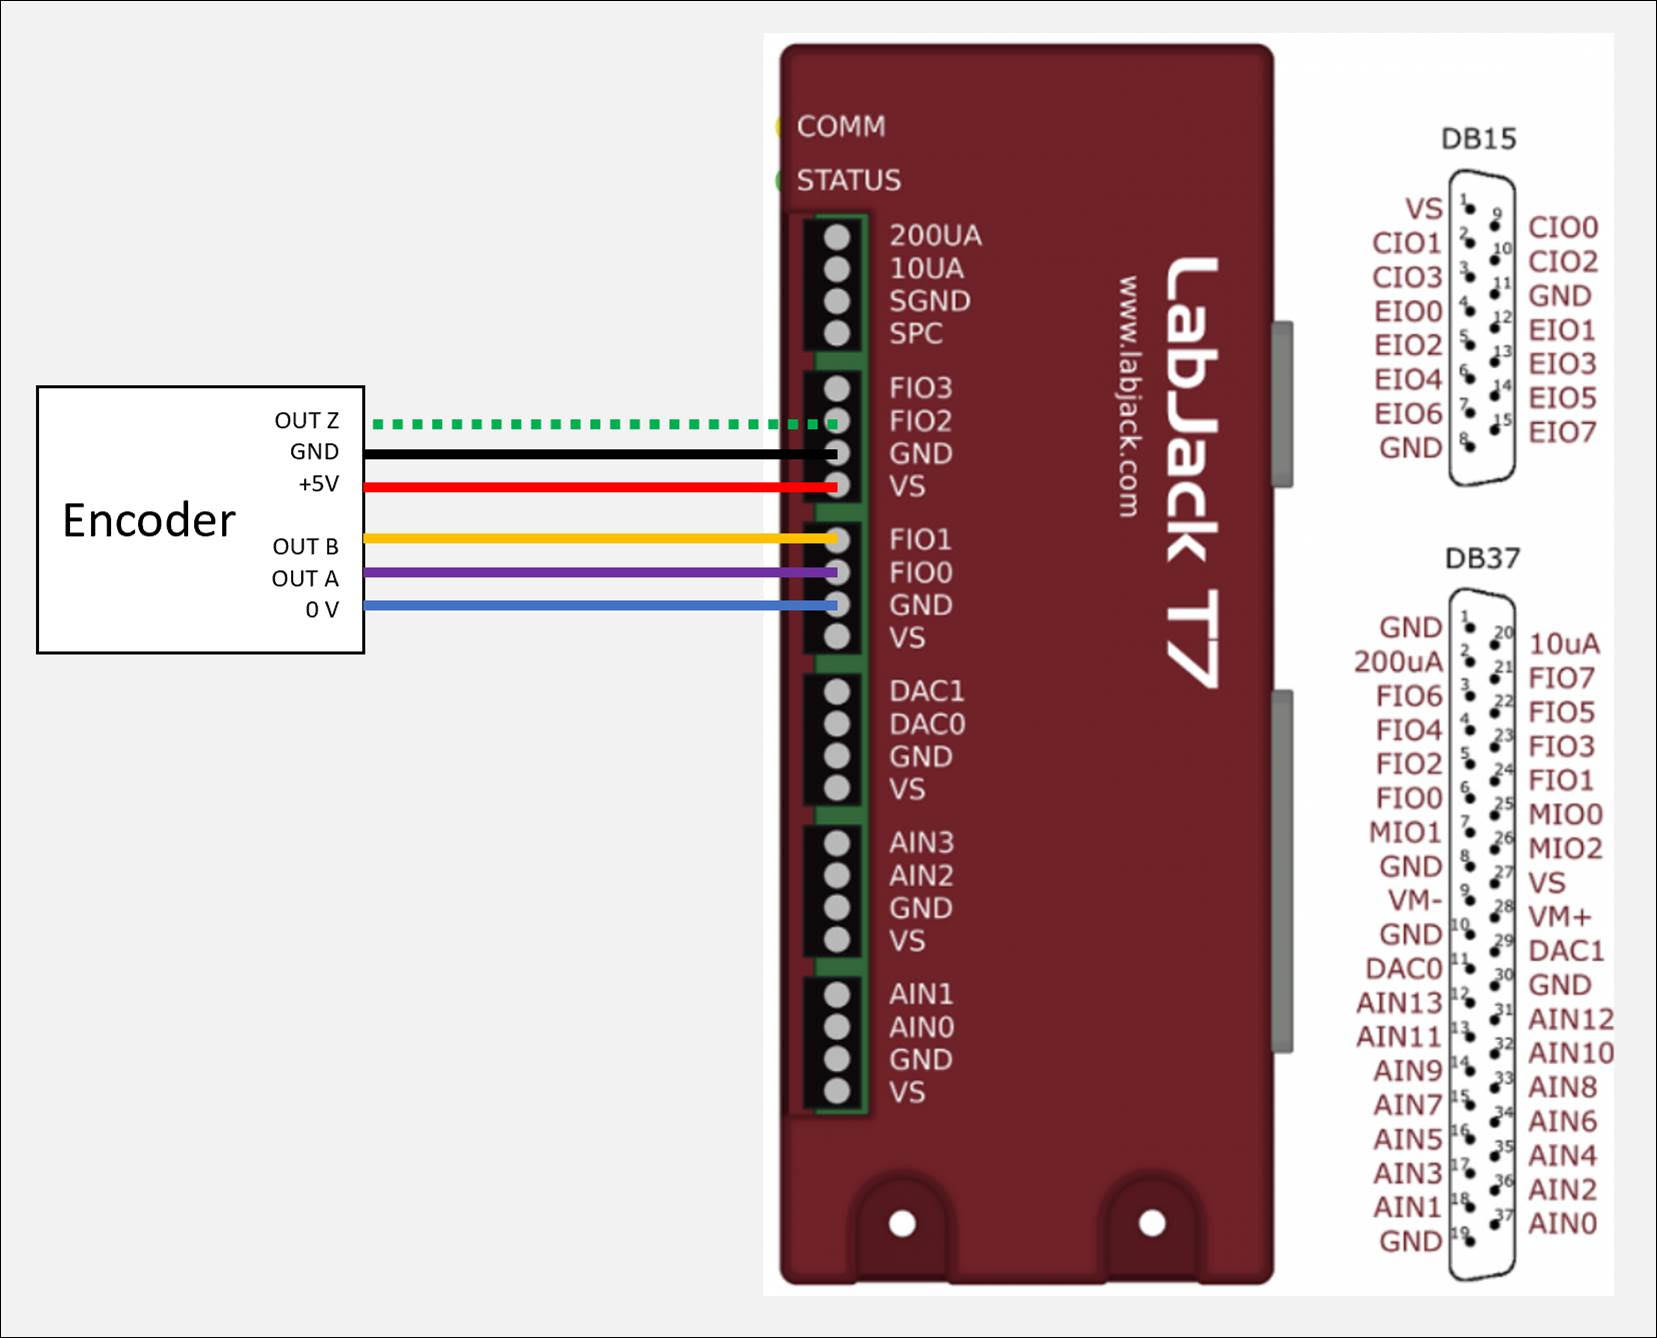 COMM
STATUS
200UA
10UA
SGND
SPC
FIO3
FIO2
GND
VS
FIO1
FIO0
GND
VS
DAC1
DAC0
GND
VS
AIN3
AIN2
GND
VS
AIN1
AIN0
GND
VS
LabJack T7
www.labjack.com
Encoder
OUT Z
GND
+5V
OUT B
OUT A
0 V
DB15
VS 1
CIO1 2
CIO3 3
EIO0 4
EIO2 5
EIO4 6
EIO6 7
GND 8
9 CIO0
10 CIO2
11 GND
12 EIO1
13 EIO3
14 EIO5
15 EIO7
DB37
GND 1
200uA 2
FIO6 3
FIO4 4
FIO2 5
FIO0 6
MIO1 7
GND 8
VM- 9
GND 10
DAC0 11
AIN13 12
AIN11 13
AIN9 14
AIN7 15
AIN5 16
AIN3 17
AIN1 18
GND 19
20 10uA
21 FIO7
22 FIO5
23 FIO3
24 FIO1
25 MIO0
26 MIO2
27 VS
28 VM+
29 DAC1
30 GND
31 AIN12
32 AIN10
33 AIN8
34 AIN6
35 AIN4
36 AIN2
37 AIN0